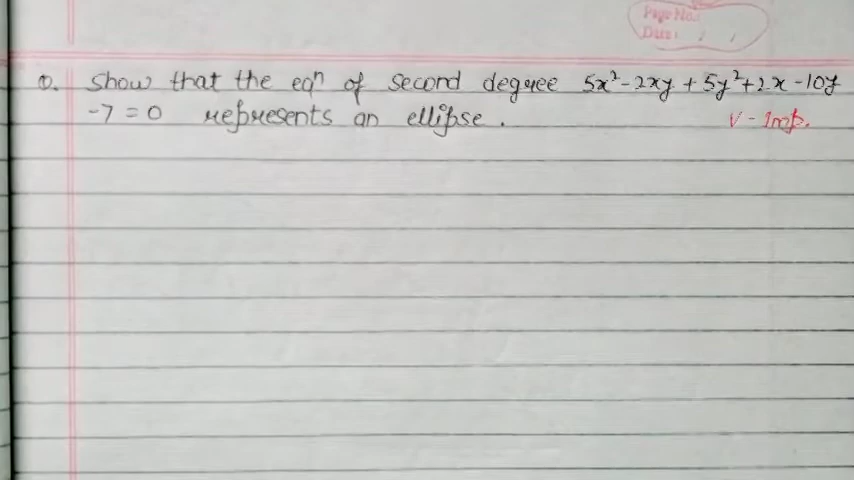 Page No.:
Date: / /
Q. Show that the eqⁿ of second degree 5x²-2xy + 5y²+2x -10y
-7 = 0 represents an ellipse.
V - Imp.